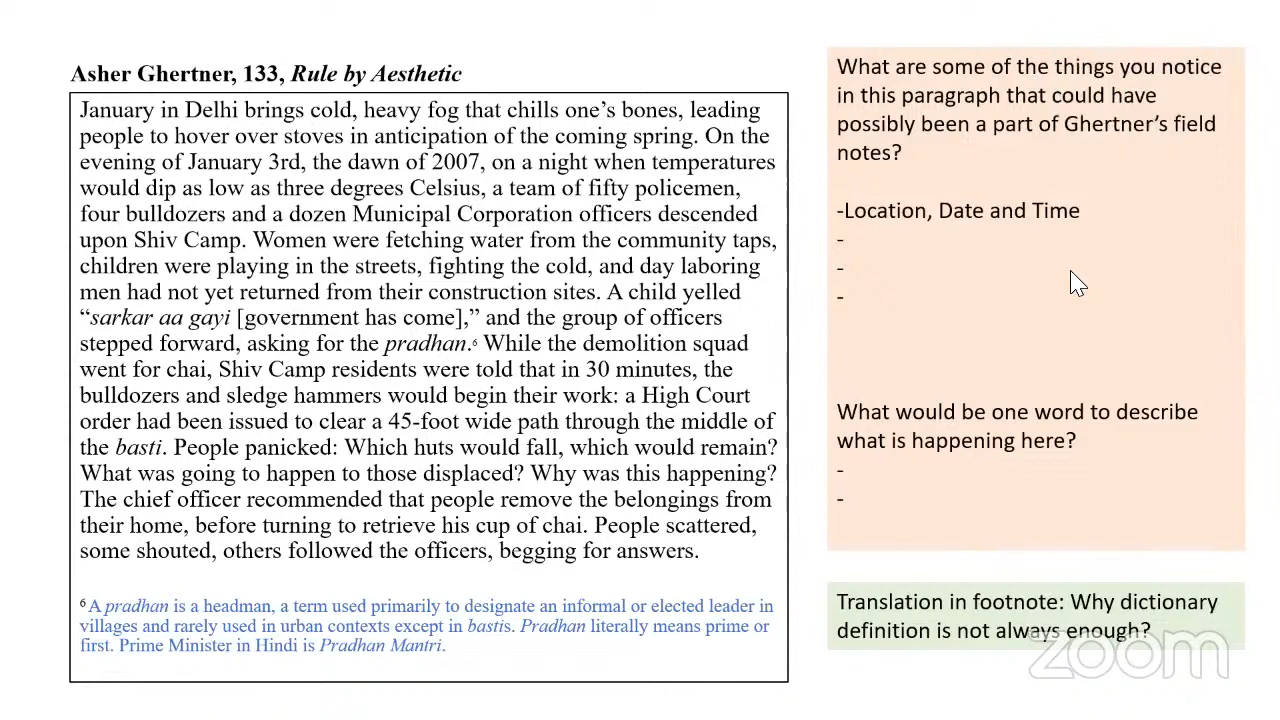 Asher Ghertner, 133, Rule by Aesthetic
January in Delhi brings cold, heavy fog that chills one’s bones, leading
people to hover over stoves in anticipation of the coming spring. On the
evening of January 3rd, the dawn of 2007, on a night when temperatures
would dip as low as three degrees Celsius, a team of fifty policemen,
four bulldozers and a dozen Municipal Corporation officers descended
upon Shiv Camp. Women were fetching water from the community taps,
children were playing in the streets, fighting the cold, and day laboring
men had not yet returned from their construction sites. A child yelled
“sarkar aa gayi [government has come],” and the group of officers
stepped forward, asking for the pradhan.⁶ While the demolition squad
went for chai, Shiv Camp residents were told that in 30 minutes, the
bulldozers and sledge hammers would begin their work: a High Court
order had been issued to clear a 45-foot wide path through the middle of
the basti. People panicked: Which huts would fall, which would remain?
What was going to happen to those displaced? Why was this happening?
The chief officer recommended that people remove the belongings from
their home, before turning to retrieve his cup of chai. People scattered,
some shouted, others followed the officers, begging for answers.
⁶ A pradhan is a headman, a term used primarily to designate an informal or elected leader in
villages and rarely used in urban contexts except in bastis. Pradhan literally means prime or
first. Prime Minister in Hindi is Pradhan Mantri.
What are some of the things you notice
in this paragraph that could have
possibly been a part of Ghertner’s field
notes?
-Location, Date and Time
-
-
-
What would be one word to describe
what is happening here?
-
-
Translation in footnote: Why dictionary
definition is not always enough?
zoom